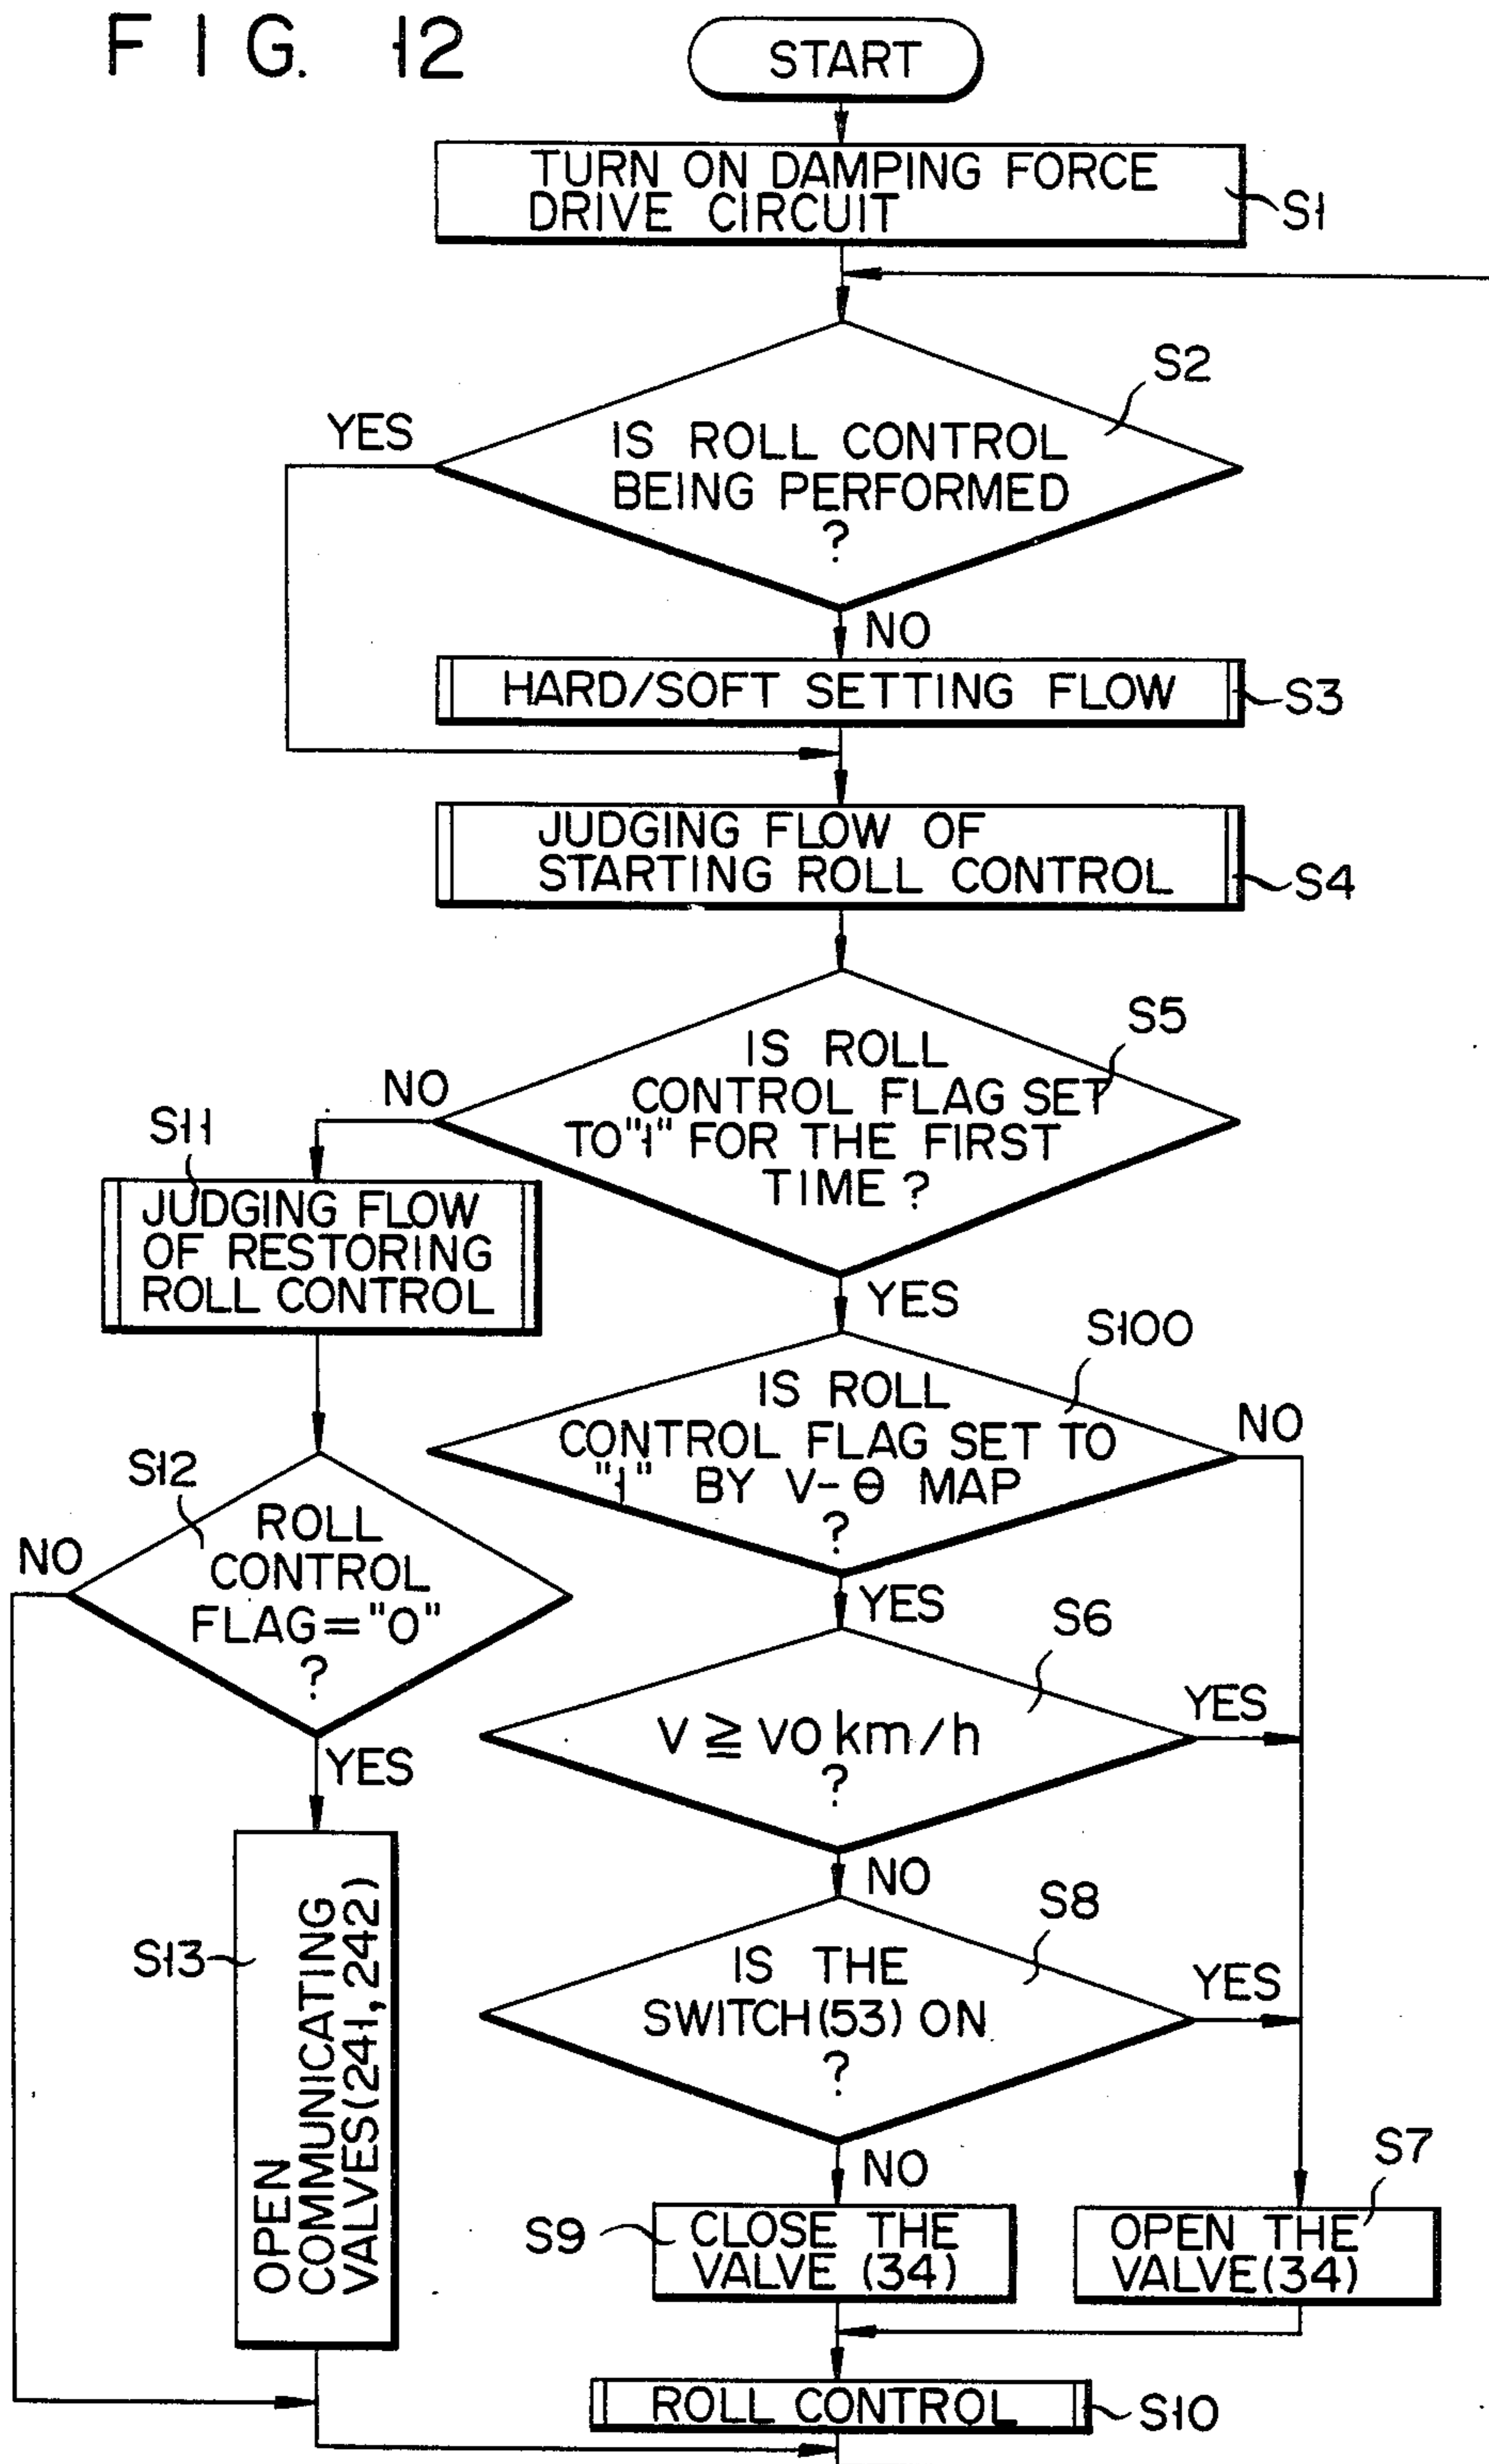 FIG. 12
START
TURN ON DAMPING FORCE
DRIVE CIRCUIT
S1
S2
YES
IS ROLL CONTROL
BEING PERFORMED
?
NO
HARD/SOFT SETTING FLOW
S3
JUDGING FLOW OF
STARTING ROLL CONTROL
S4
S5
IS ROLL
CONTROL FLAG SET
TO "1" FOR THE FIRST
TIME ?
NO
S11
JUDGING FLOW
OF RESTORING
ROLL CONTROL
YES
S100
IS ROLL
CONTROL FLAG SET TO
"1" BY V-θ MAP
?
NO
S12
ROLL
CONTROL
FLAG="0"
?
NO
YES
S6
V ≧ V0 km/h
?
YES
YES
NO
S8
IS THE
SWITCH(53) ON
?
YES
S13
OPEN
COMMUNICATING
VALVES(241,242)
NO
S7
S9
CLOSE THE
VALVE (34)
OPEN THE
VALVE(34)
ROLL CONTROL
S10